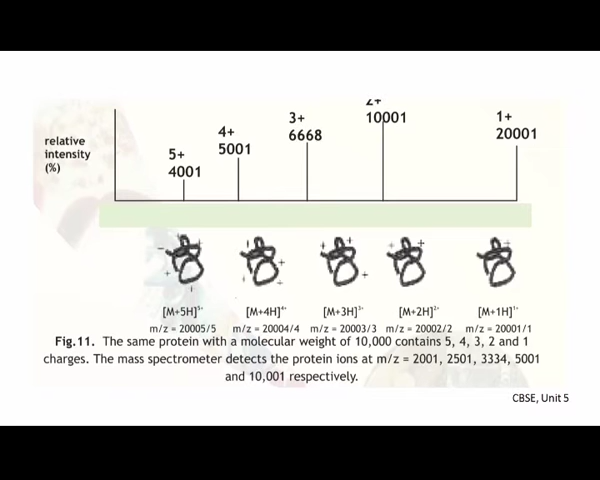 2+
3+
10001
1+
4+
6668
20001
relative
intensity
(%)
5001
5+
4001
[M+5H]⁵⁺ [M+4H]⁴⁺ [M+3H]³⁺ [M+2H]²⁺ [M+1H]¹⁺
m/z = 20005/5 m/z = 20004/4 m/z = 20003/3 m/z = 20002/2 m/z = 20001/1
Fig.11. The same protein with a molecular weight of 10,000 contains 5, 4, 3, 2 and 1
charges. The mass spectrometer detects the protein ions at m/z = 2001, 2501, 3334, 5001
and 10,001 respectively.
CBSE, Unit 5